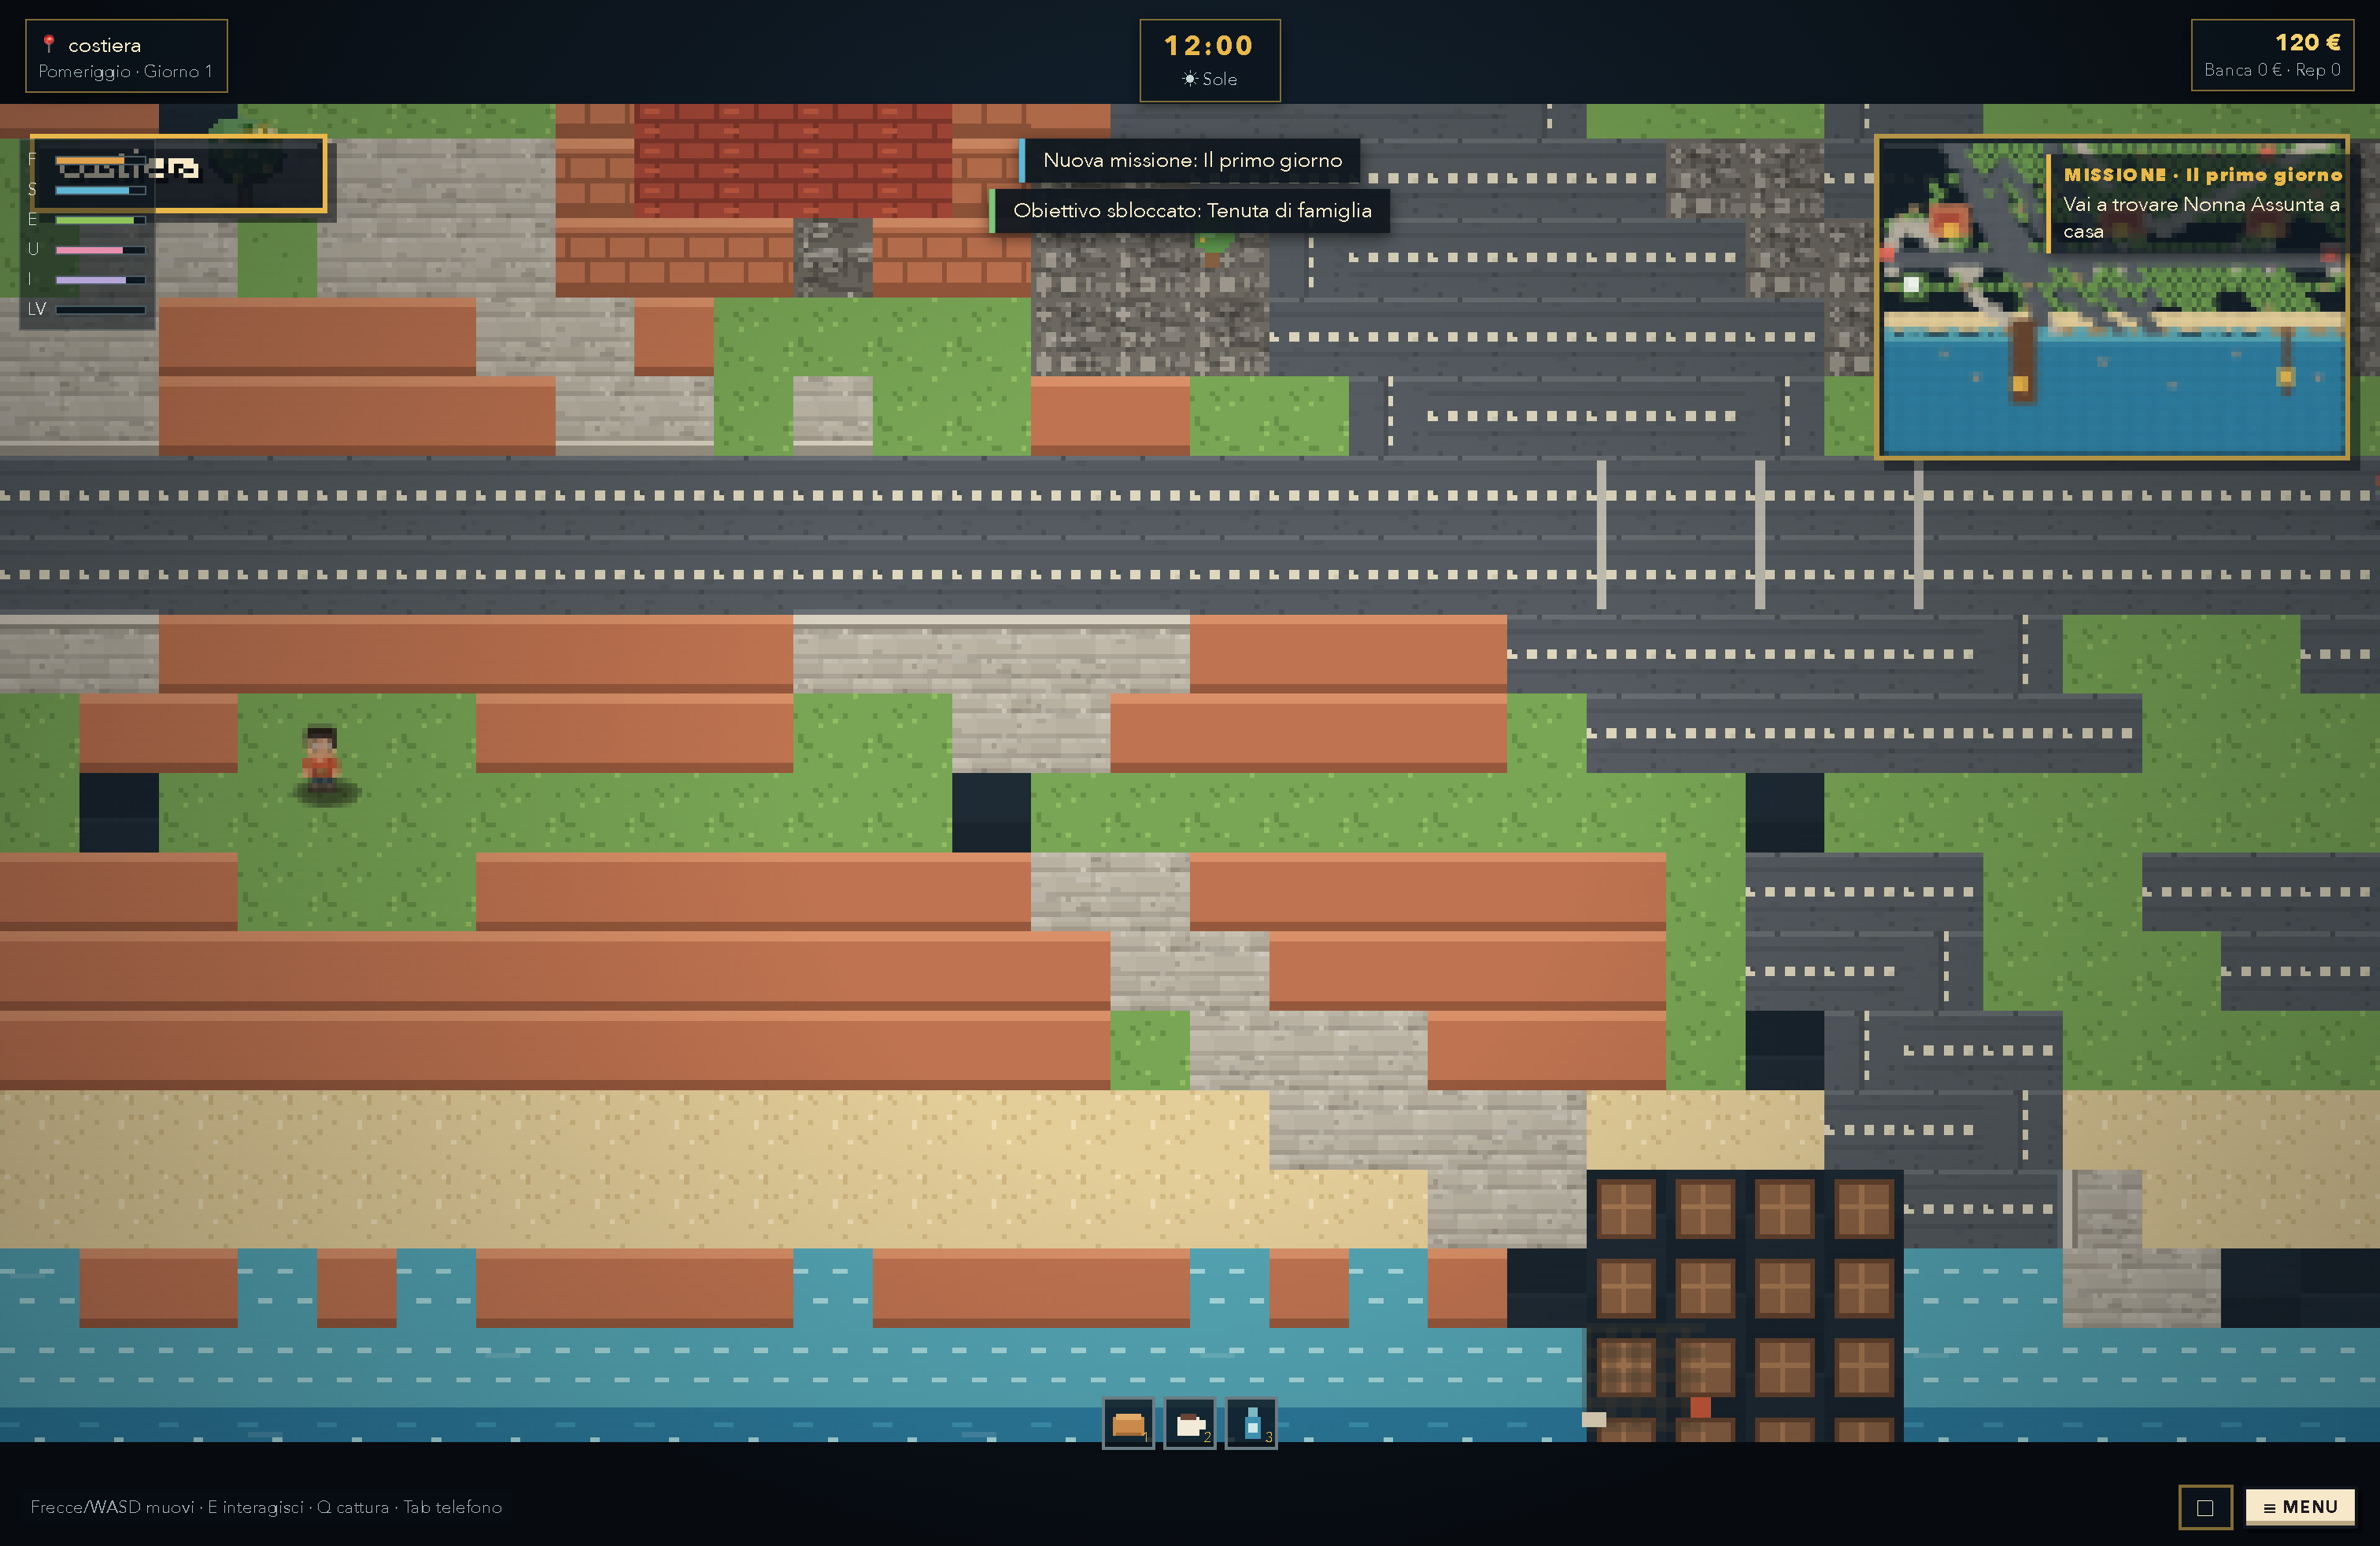 costiera
Pomeriggio · Giorno 1
12:00
Sole
120 €
Banca 0 € · Rep 0
F
S
E
U
I
LV
Nuova missione: Il primo giorno
Obiettivo sbloccato: Tenuta di famiglia
MISSIONE · Il primo giorno
Vai a trovare Nonna Assunta a
casa
1
2
3
Frecce/WASD muovi · E interagisci · Q cattura · Tab telefono
≡ MENU